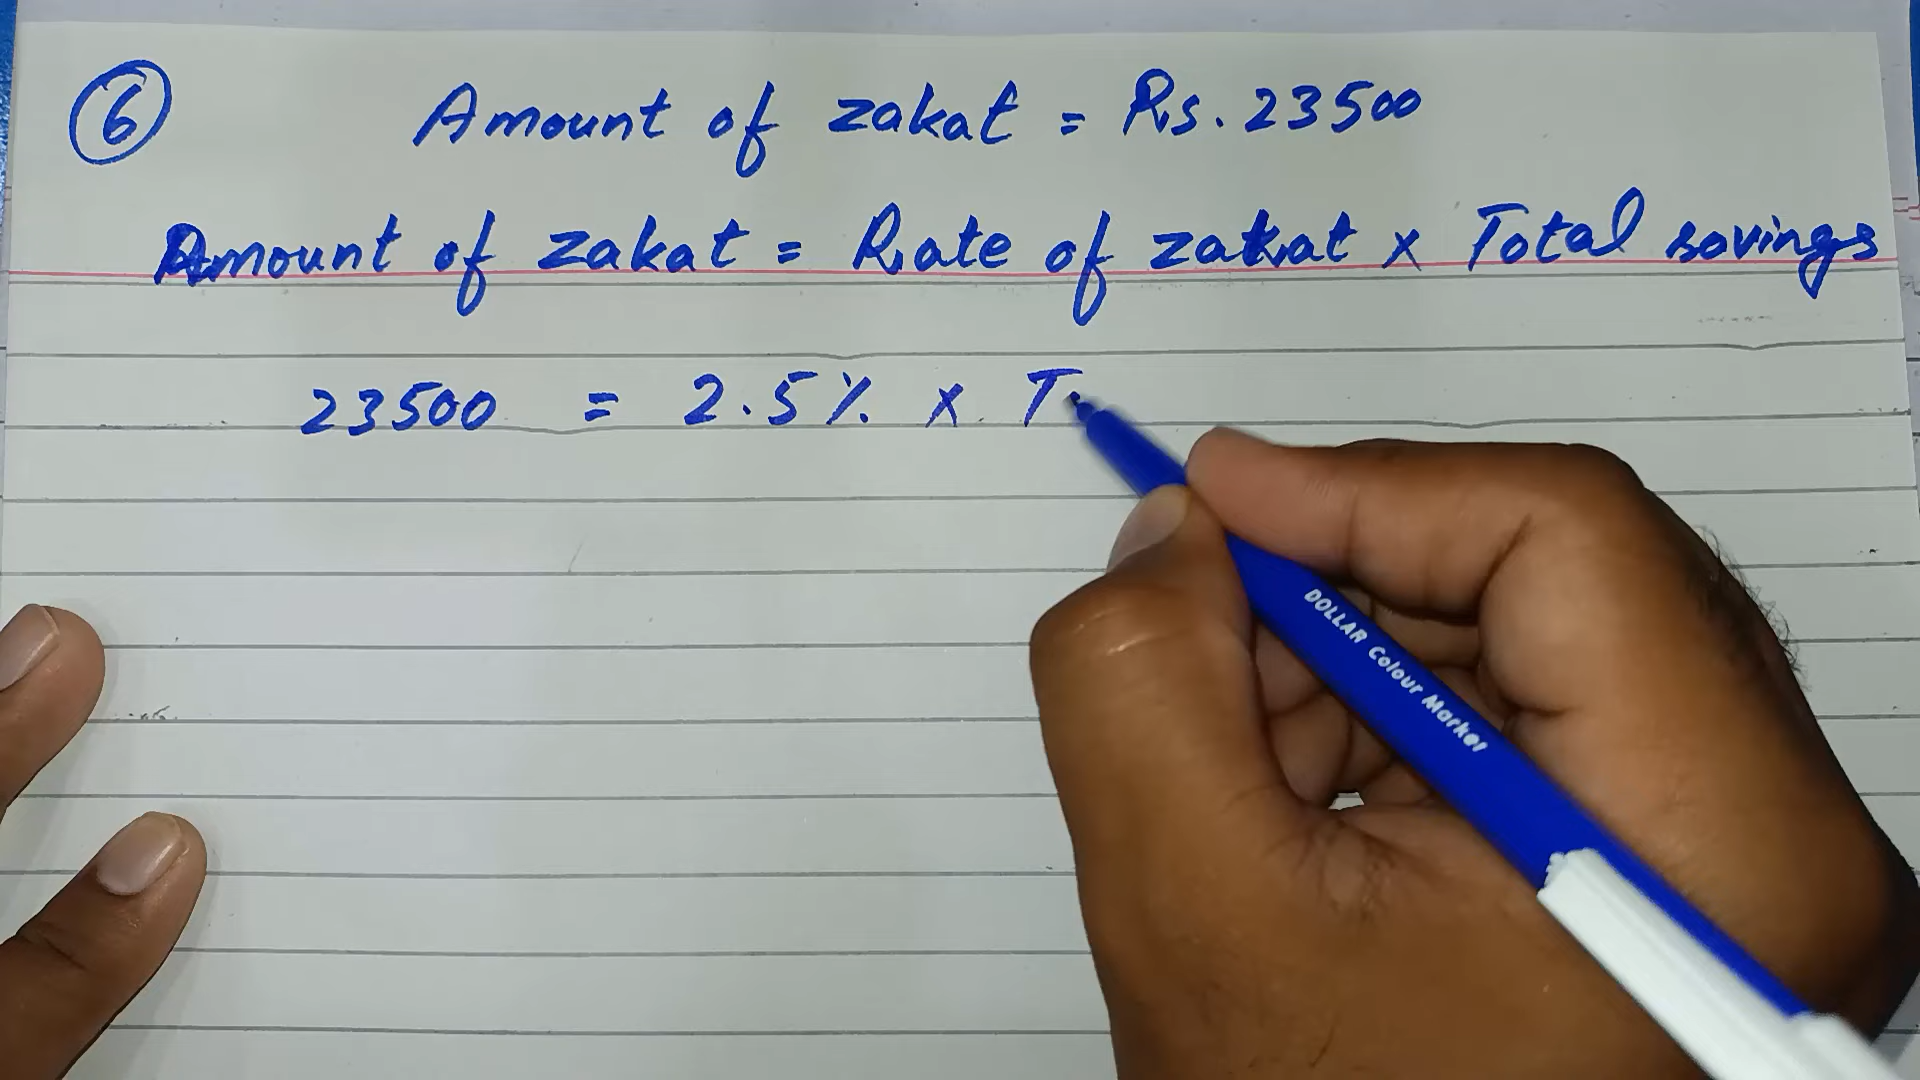 6 Amount of zakat = Rs. 23500
Amount of zakat = Rate of zakat x Total savings
23500 = 2.5% x T
DOLLAR Colour Marker